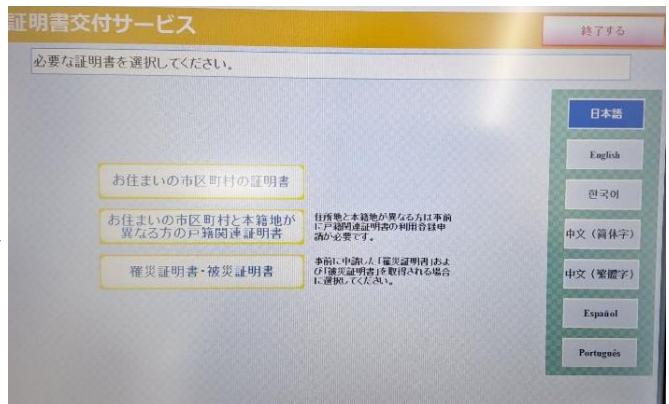 証明書交付サービス
終了する
必要な証明書を選択してください。
日本語
English
한국어
中文（简体字）
中文（繁體字）
Español
Português
お住まいの市区町村の証明書
お住まいの市区町村と本籍地が
異なる方の戸籍関連証明書
住所地と本籍地が異なる方は事前
に戸籍関連証明書の利用登録申
請が必要です。
罹災証明書・被災証明書
事前に申請した「罹災証明書」およ
び「被災証明書」を取得される場合
に選択してください。